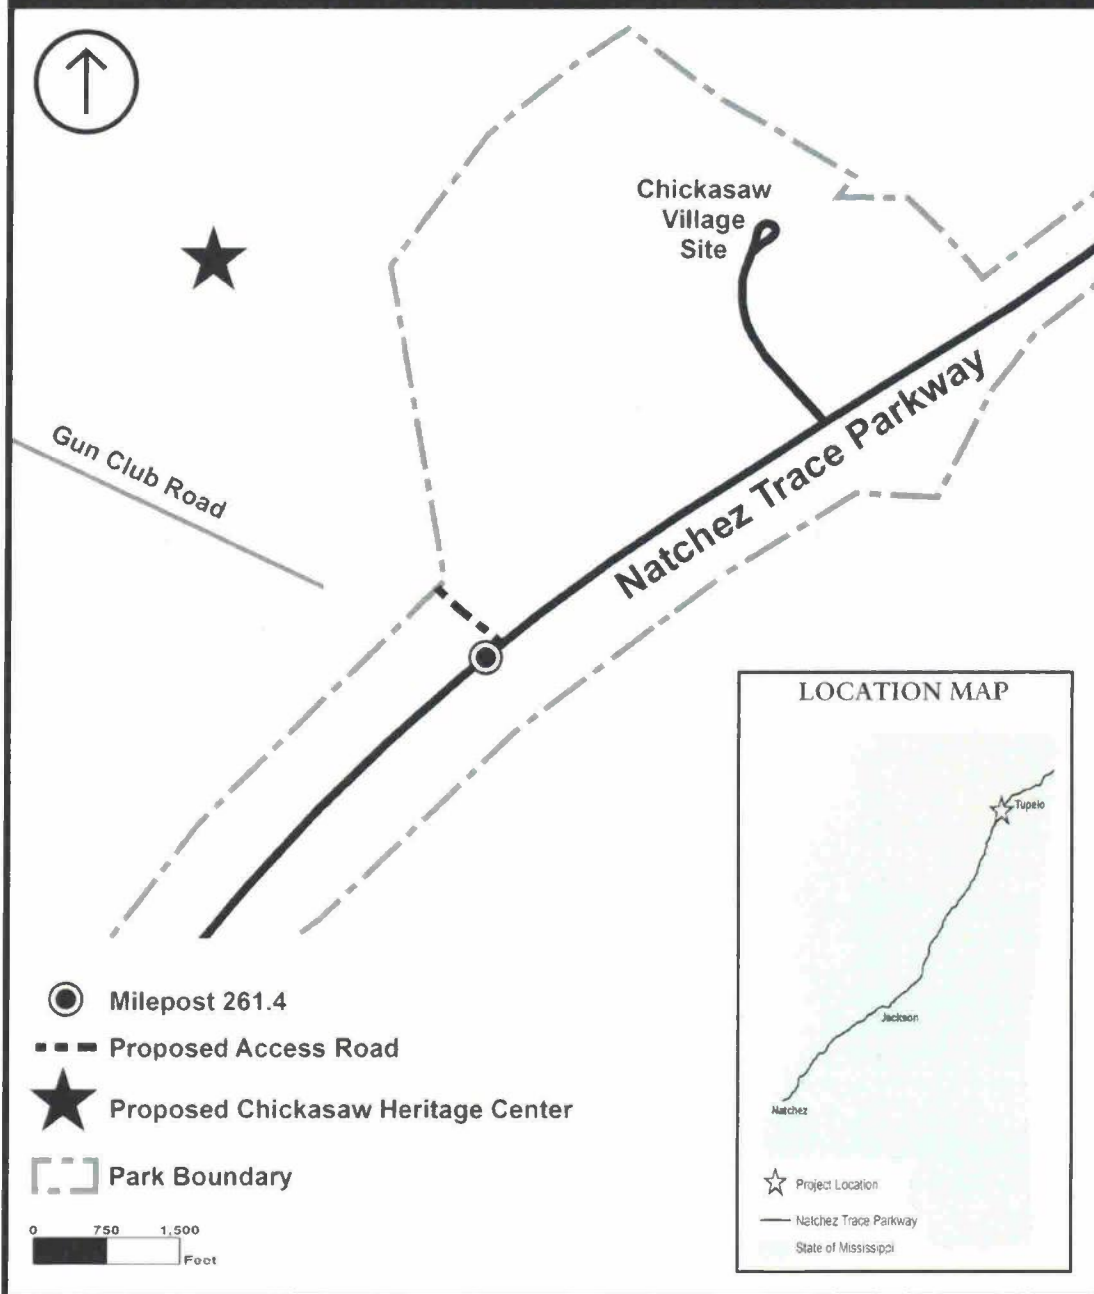 Chickasaw
Village
Site
Gun Club Road
Natchez Trace Parkway
Milepost 261.4
Proposed Access Road
Proposed Chickasaw Heritage Center
Park Boundary
0 750 1,500
Feet
LOCATION MAP
Tupelo
Jackson
Natchez
Project Location
Natchez Trace Parkway
State of Mississippi